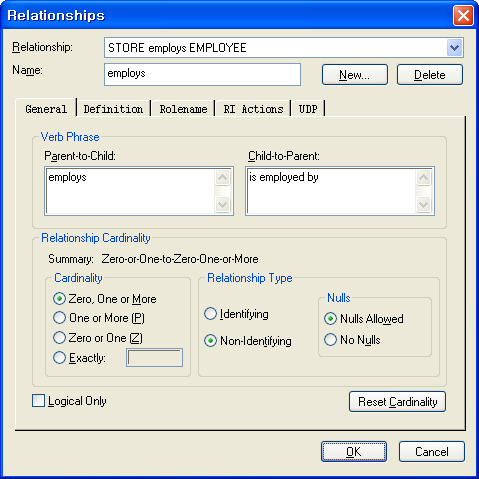 Relationships
Relationship: STORE employs EMPLOYEE
Name: employs New... Delete
General Definition Rolename RI Actions UDP
Verb Phrase
Parent-to-Child: Child-to-Parent:
employs is employed by
Relationship Cardinality
Summary: Zero-or-One-to-Zero-One-or-More
Cardinality Relationship Type
Zero, One or More Identifying Nulls
One or More (P) Nulls Allowed
Zero or One (Z) Non-Identifying No Nulls
Exactly:
Logical Only Reset Cardinality
OK Cancel